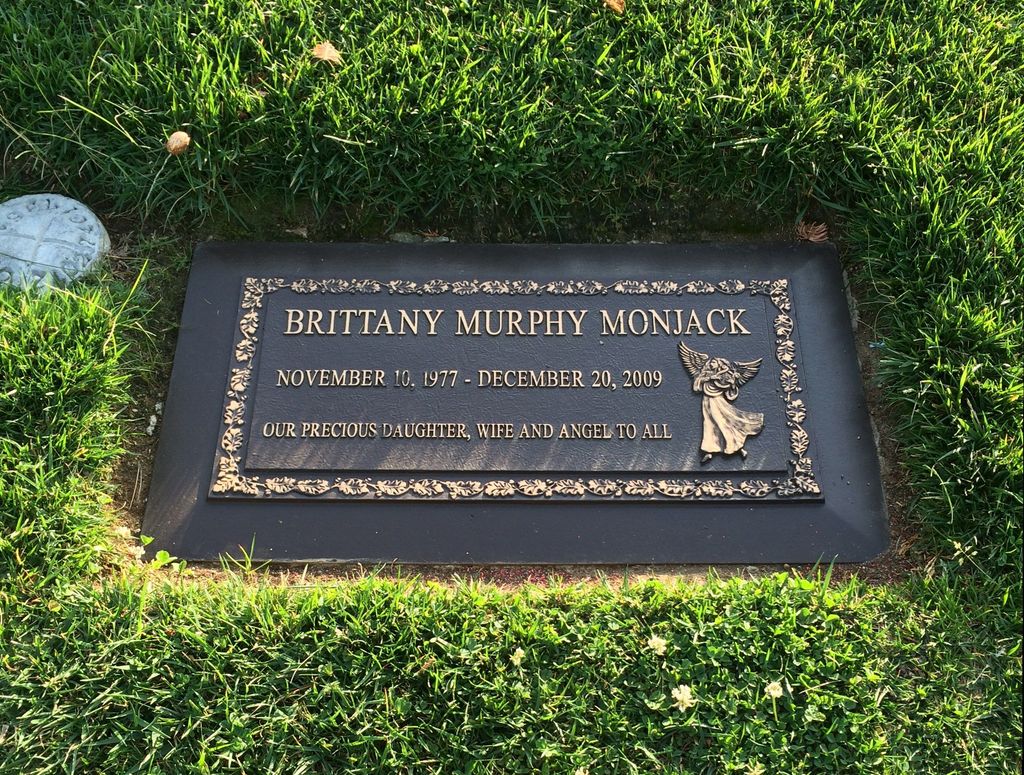 BRITTANY MURPHY MONJACK
NOVEMBER 10, 1977 - DECEMBER 20, 2009
OUR PRECIOUS DAUGHTER, WIFE AND ANGEL TO ALL